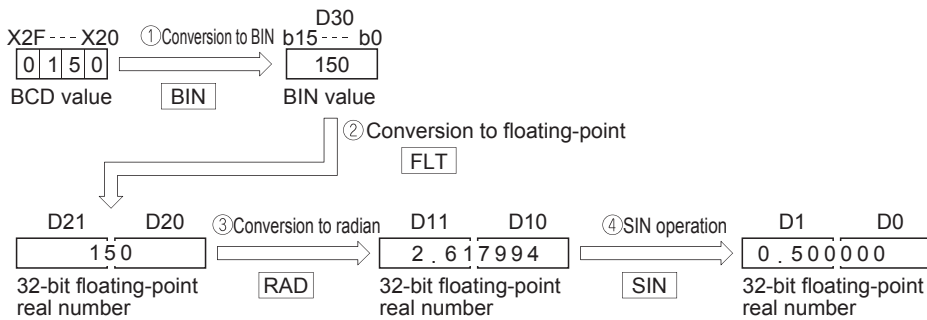 D30
X2F --- X20 ①Conversion to BIN b15--- b0
0 1 5 0 150
BCD value BIN BIN value
②Conversion to floating-point
FLT
D21 D20 ③Conversion to radian D11 D10 ④SIN operation D1 D0
150 2.617994 0.500000
32-bit floating-point RAD 32-bit floating-point SIN 32-bit floating-point
real number real number real number